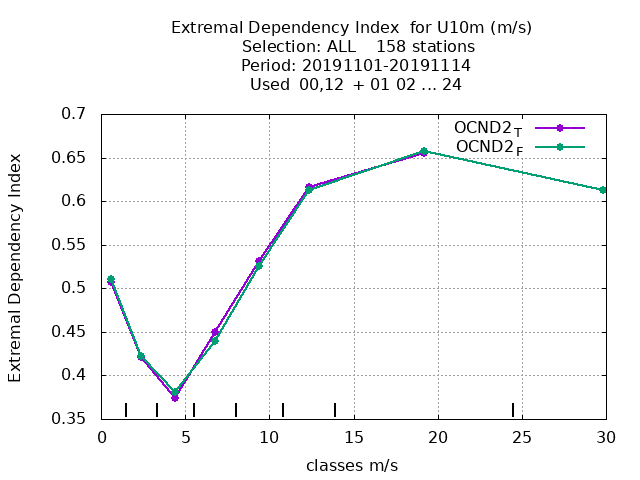 Extremal Dependency Index  for U10m (m/s)
Selection: ALL    158 stations
Period: 20191101-20191114
Used  00,12  + 01 02 ... 24
OCND2T
OCND2F
Extremal Dependency Index
0.7
0.65
0.6
0.55
0.5
0.45
0.4
0.35
0 5 10 15 20 25 30
classes m/s